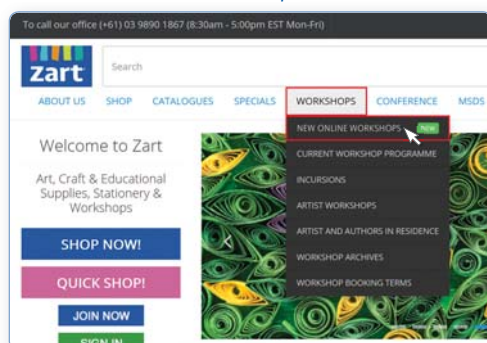 To call our office (+61) 03 9890 1867 (8:30am - 5:00pm EST Mon-Fri)
zart
Search
ABOUT US SHOP CATALOGUES SPECIALS WORKSHOPS CONFERENCE MSDS
NEW ONLINE WORKSHOPS NEW
CURRENT WORKSHOP PROGRAMME
INCURSIONS
ARTIST WORKSHOPS
ARTIST AND AUTHORS IN RESIDENCE
WORKSHOP ARCHIVES
WORKSHOP BOOKING TERMS
Welcome to Zart
Art, Craft & Educational
Supplies, Stationery &
Workshops
SHOP NOW!
QUICK SHOP!
JOIN NOW
SIGN IN